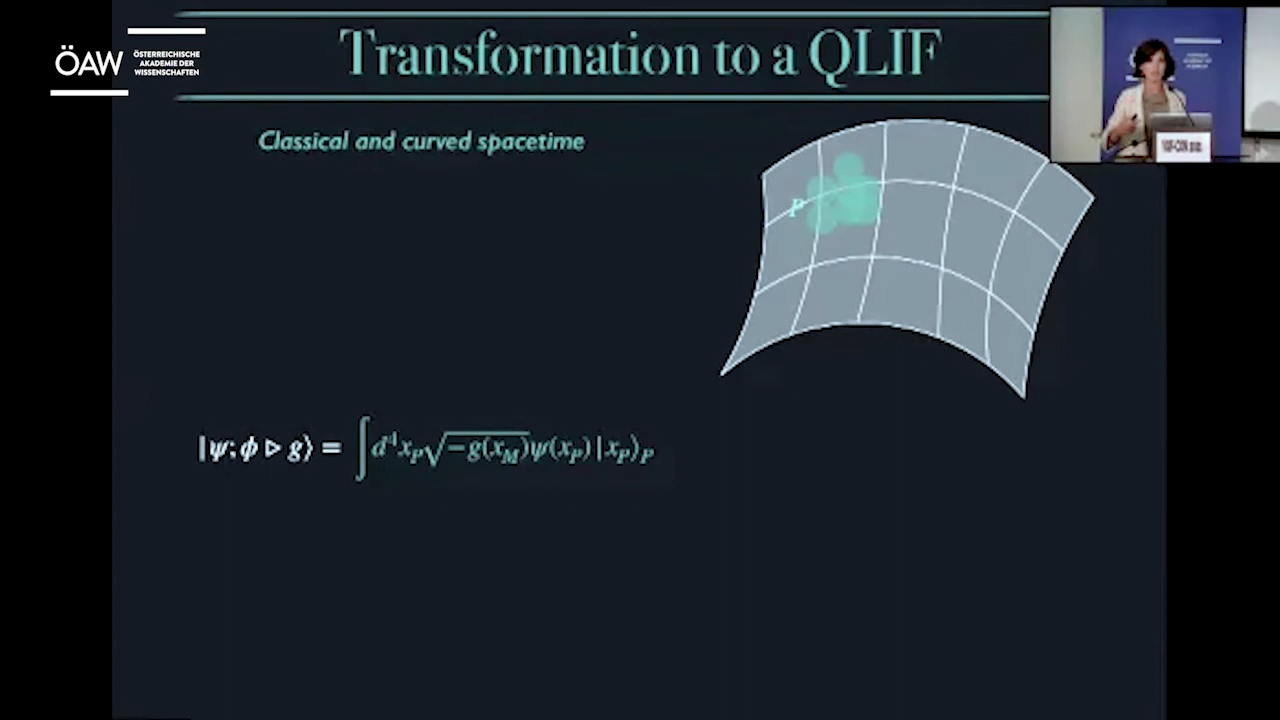 ÖAW
ÖSTERREICHISCHE
AKADEMIE DER
WISSENSCHAFTEN
Transformation to a QLIF
Classical and curved spacetime
P
|ψ; ϕ ▷ g⟩ = ∫ d⁴x_P √−g(x_M) ψ(x_P) |x_P⟩_P